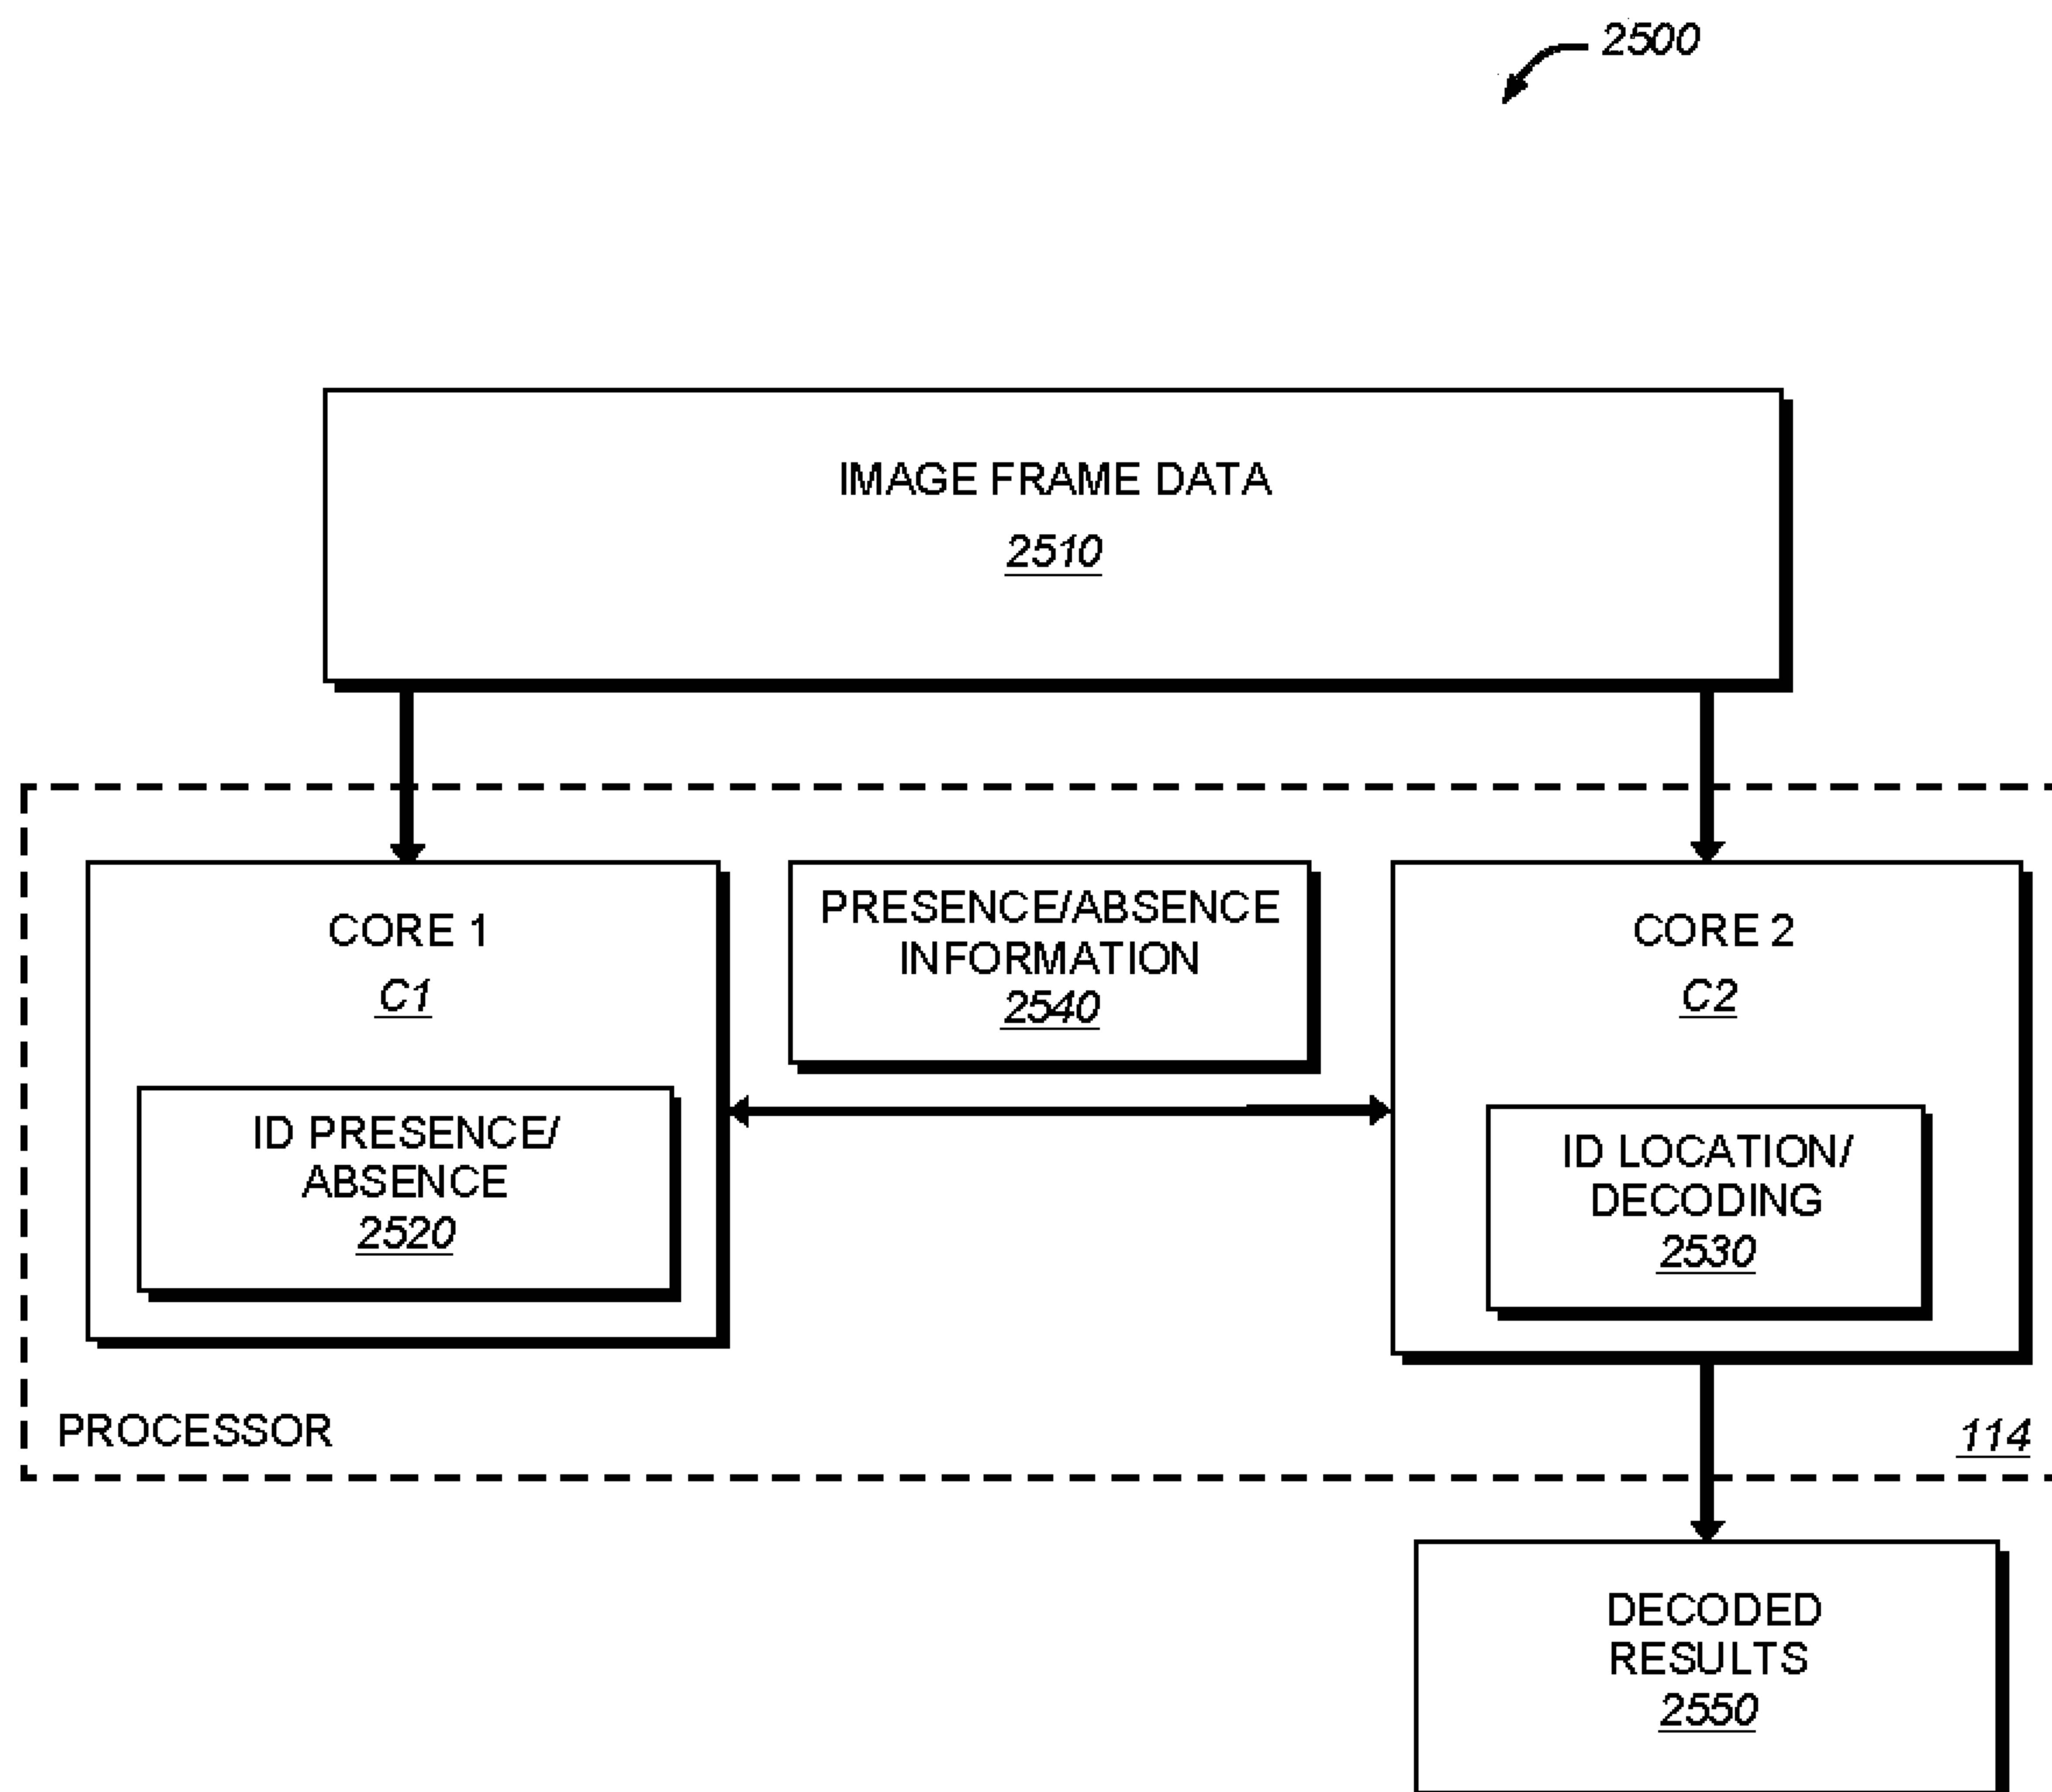 2500
IMAGE FRAME DATA
2510
CORE 1
C1
ID PRESENCE/
ABSENCE
2520
PRESENCE/ABSENCE
INFORMATION
2540
CORE 2
C2
ID LOCATION/
DECODING
2530
PROCESSOR
114
DECODED
RESULTS
2550